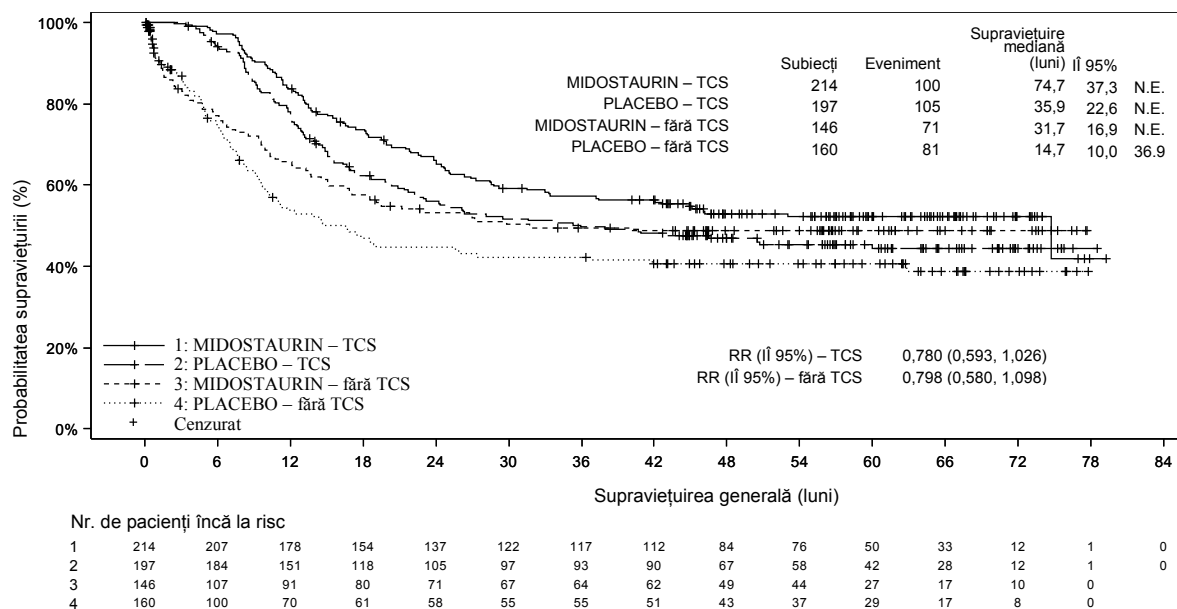 100%
80%
60%
40%
20%
0%
Probabilitatea supraviețuirii (%)
Supraviețuire
mediană
Subiecți Eveniment (luni) IÎ 95%
MIDOSTAURIN – TCS 214 100 74,7 37,3 N.E.
PLACEBO – TCS 197 105 35,9 22,6 N.E.
MIDOSTAURIN – fără TCS 146 71 31,7 16,9 N.E.
PLACEBO – fără TCS 160 81 14,7 10,0 36.9
1: MIDOSTAURIN – TCS
2: PLACEBO – TCS
3: MIDOSTAURIN – fără TCS
4: PLACEBO – fără TCS
Cenzurat
RR (IÎ 95%) – TCS 0,780 (0,593, 1,026)
RR (IÎ 95%) – fără TCS 0,798 (0,580, 1,098)
0 6 12 18 24 30 36 42 48 54 60 66 72 78 84
Supraviețuirea generală (luni)
Nr. de pacienți încă la risc
1 214 207 178 154 137 122 117 112 84 76 50 33 12 1 0
2 197 184 151 118 105 97 93 90 67 58 42 28 12 1 0
3 146 107 91 80 71 67 64 62 49 44 27 17 10 0
4 160 100 70 61 58 55 55 51 43 37 29 17 8 0